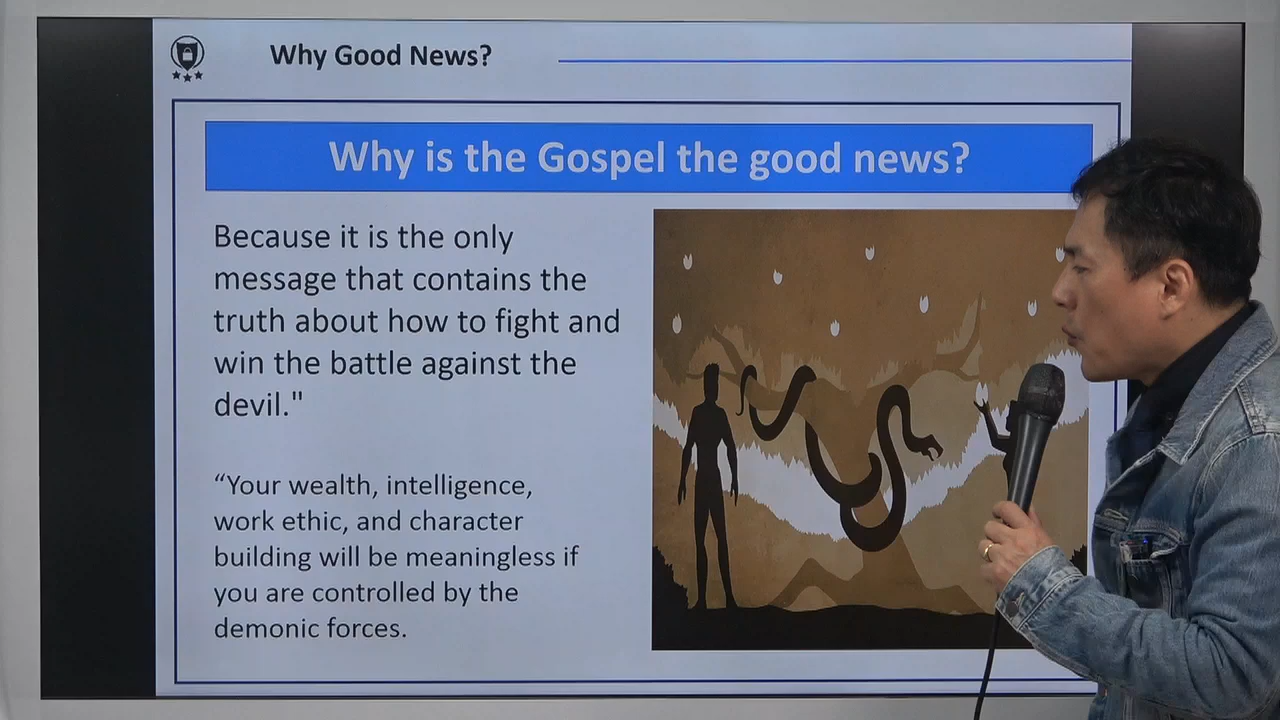 Why Good News?
Why is the Gospel the good news?
Because it is the only
message that contains the
truth about how to fight and
win the battle against the
devil."
“Your wealth, intelligence,
work ethic, and character
building will be meaningless if
you are controlled by the
demonic forces.